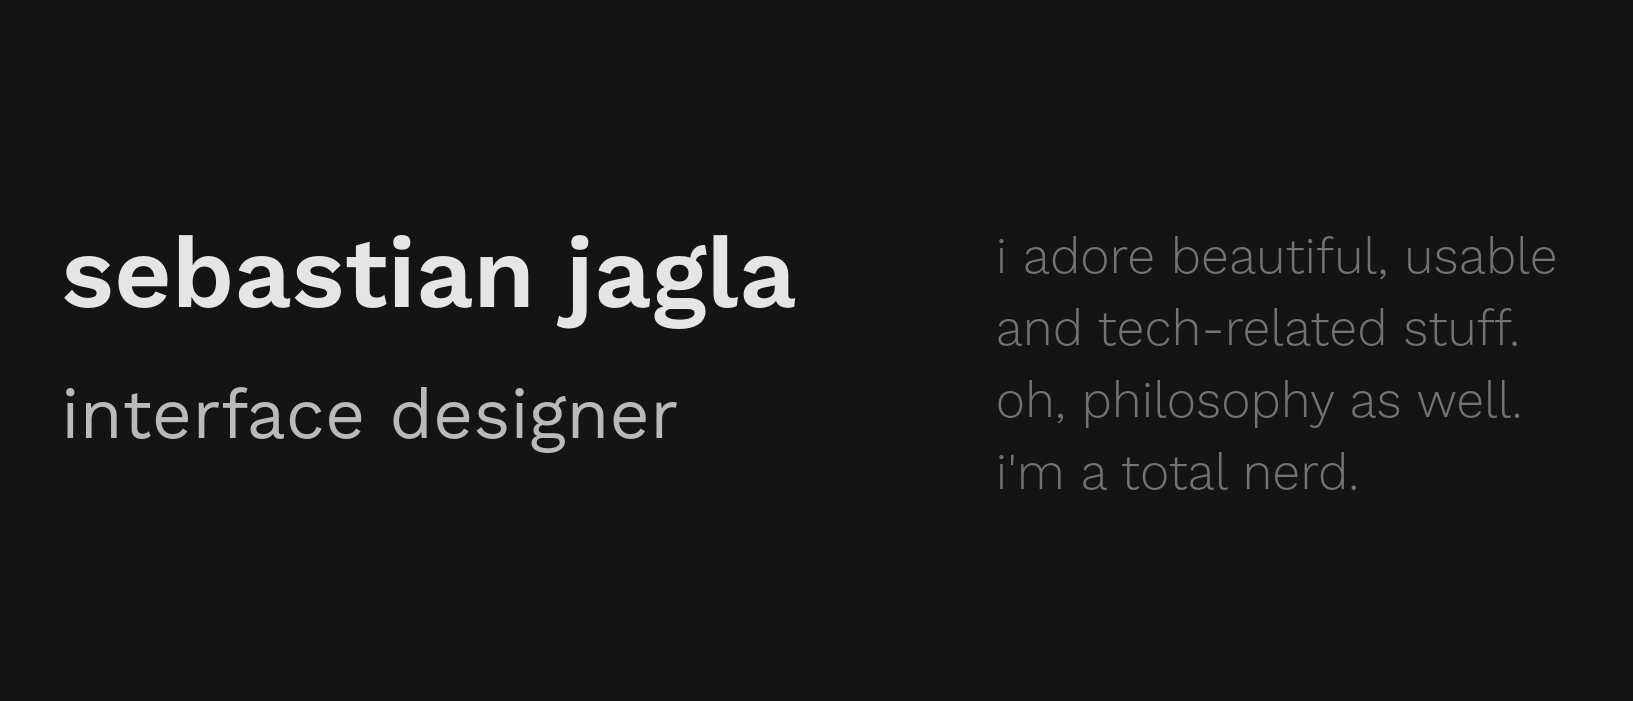 sebastian jagla
interface designer
i adore beautiful, usable
and tech-related stuff.
oh, philosophy as well.
i'm a total nerd.